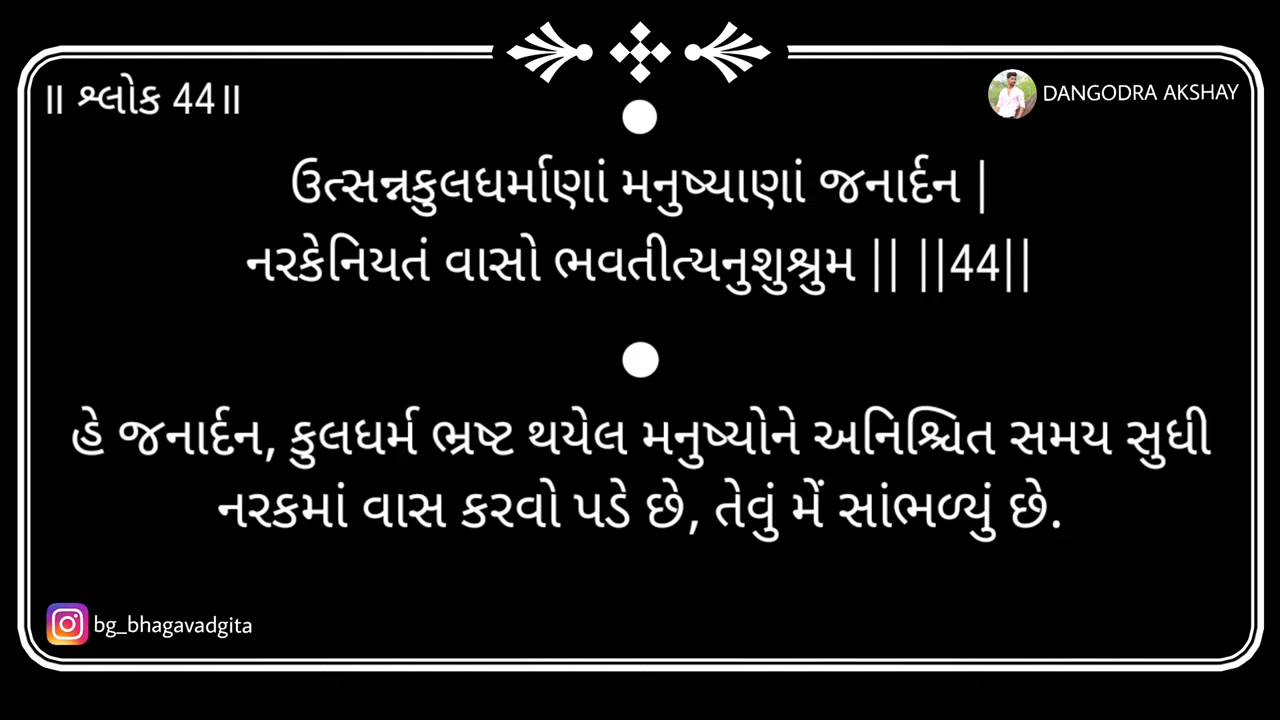 ॥ શ્લોક 44॥
DANGODRA AKSHAY
ઉત્સન્નકુલધર્માણાં મનુષ્યાણાં જનાર્દન |
નરકેનિયતં વાસો ભવતીત્યનુશુશ્રુમ || ||44||
હે જનાર્દન, કુલધર્મ ભ્રષ્ટ થયેલ મનુષ્યોને અનિશ્ચિત સમય સુધી
નરકમાં વાસ કરવો પડે છે, તેવું મેં સાંભળ્યું છે.
bg_bhagavadgita